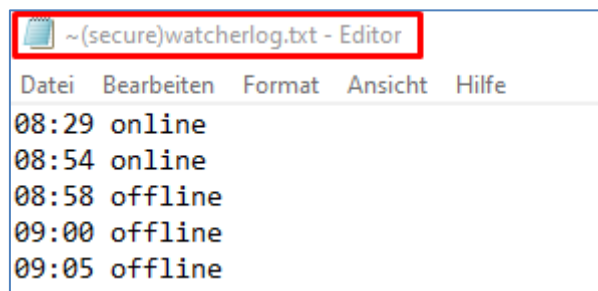 ~(secure)watcherlog.txt - Editor
Datei Bearbeiten Format Ansicht Hilfe
08:29 online
08:54 online
08:58 offline
09:00 offline
09:05 offline